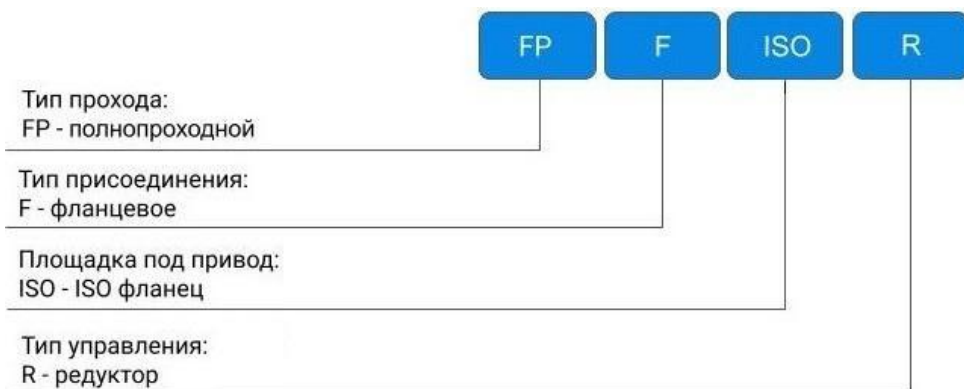 FP F ISO R
Тип прохода:
FP - полнопроходной
Тип присоединения:
F - фланцевое
Площадка под привод:
ISO - ISO фланец
Тип управления:
R - редуктор